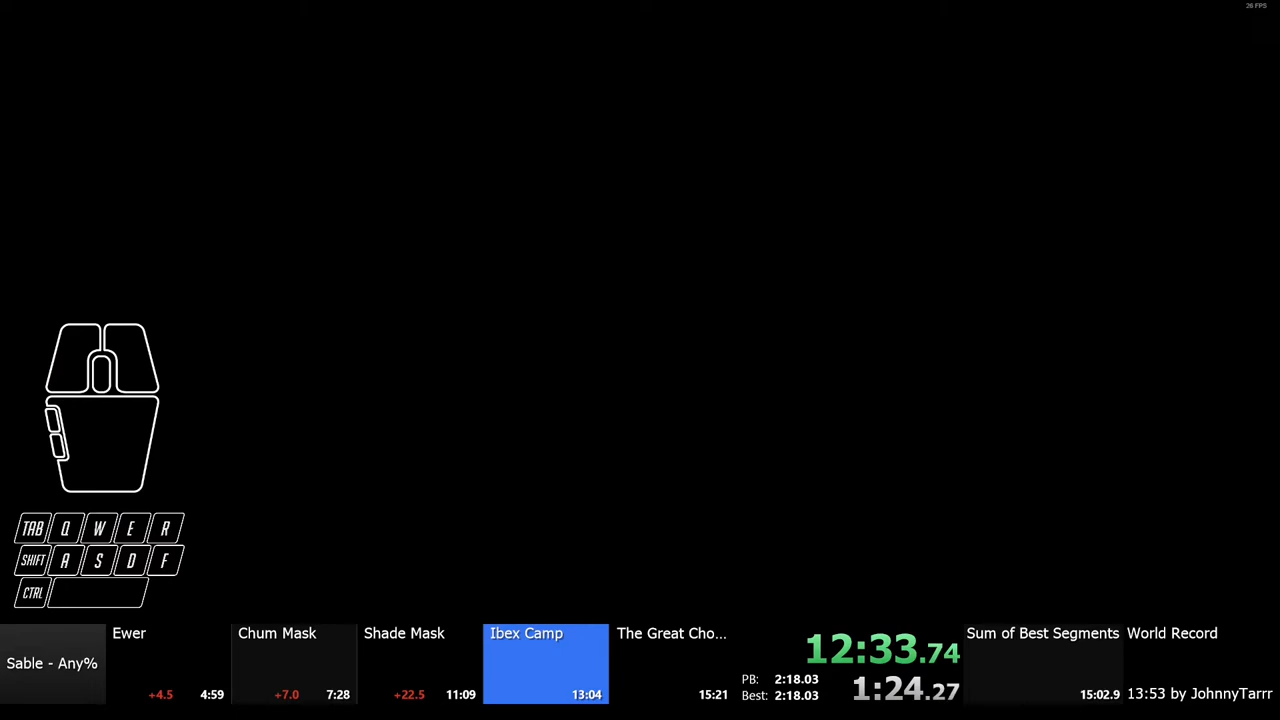 26 FPS
TAB Q W E R
SHIFT A S D F
CTRL
Sable - Any%
Ewer
+4.5 4:59
Chum Mask
+7.0 7:28
Shade Mask
+22.5 11:09
Ibex Camp
13:04
The Great Cho...
15:21
12:33.74
PB: 2:18.03
Best: 2:18.03
1:24.27
Sum of Best Segments
15:02.9
World Record
13:53 by JohnnyTarrr